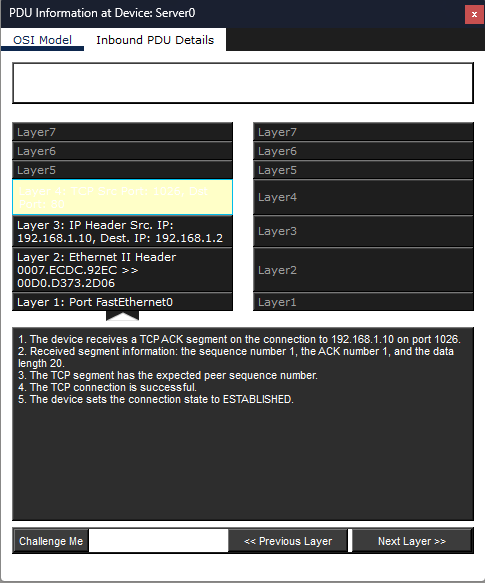 PDU Information at Device: Server0
x
OSI Model
Inbound PDU Details
Layer7
Layer6
Layer5
Layer 3: IP Header Src. IP:
192.168.1.10, Dest. IP: 192.168.1.2
Layer 2: Ethernet II Header
0007.ECDC.92EC >>
00D0.D373.2D06
Layer 1: Port FastEthernet0
Layer7
Layer6
Layer5
Layer4
Layer3
Layer2
Layer1
1. The device receives a TCP ACK segment on the connection to 192.168.1.10 on port 1026.
2. Received segment information: the sequence number 1, the ACK number 1, and the data
length 20.
3. The TCP segment has the expected peer sequence number.
4. The TCP connection is successful.
5. The device sets the connection state to ESTABLISHED.
Challenge Me
<< Previous Layer
Next Layer >>